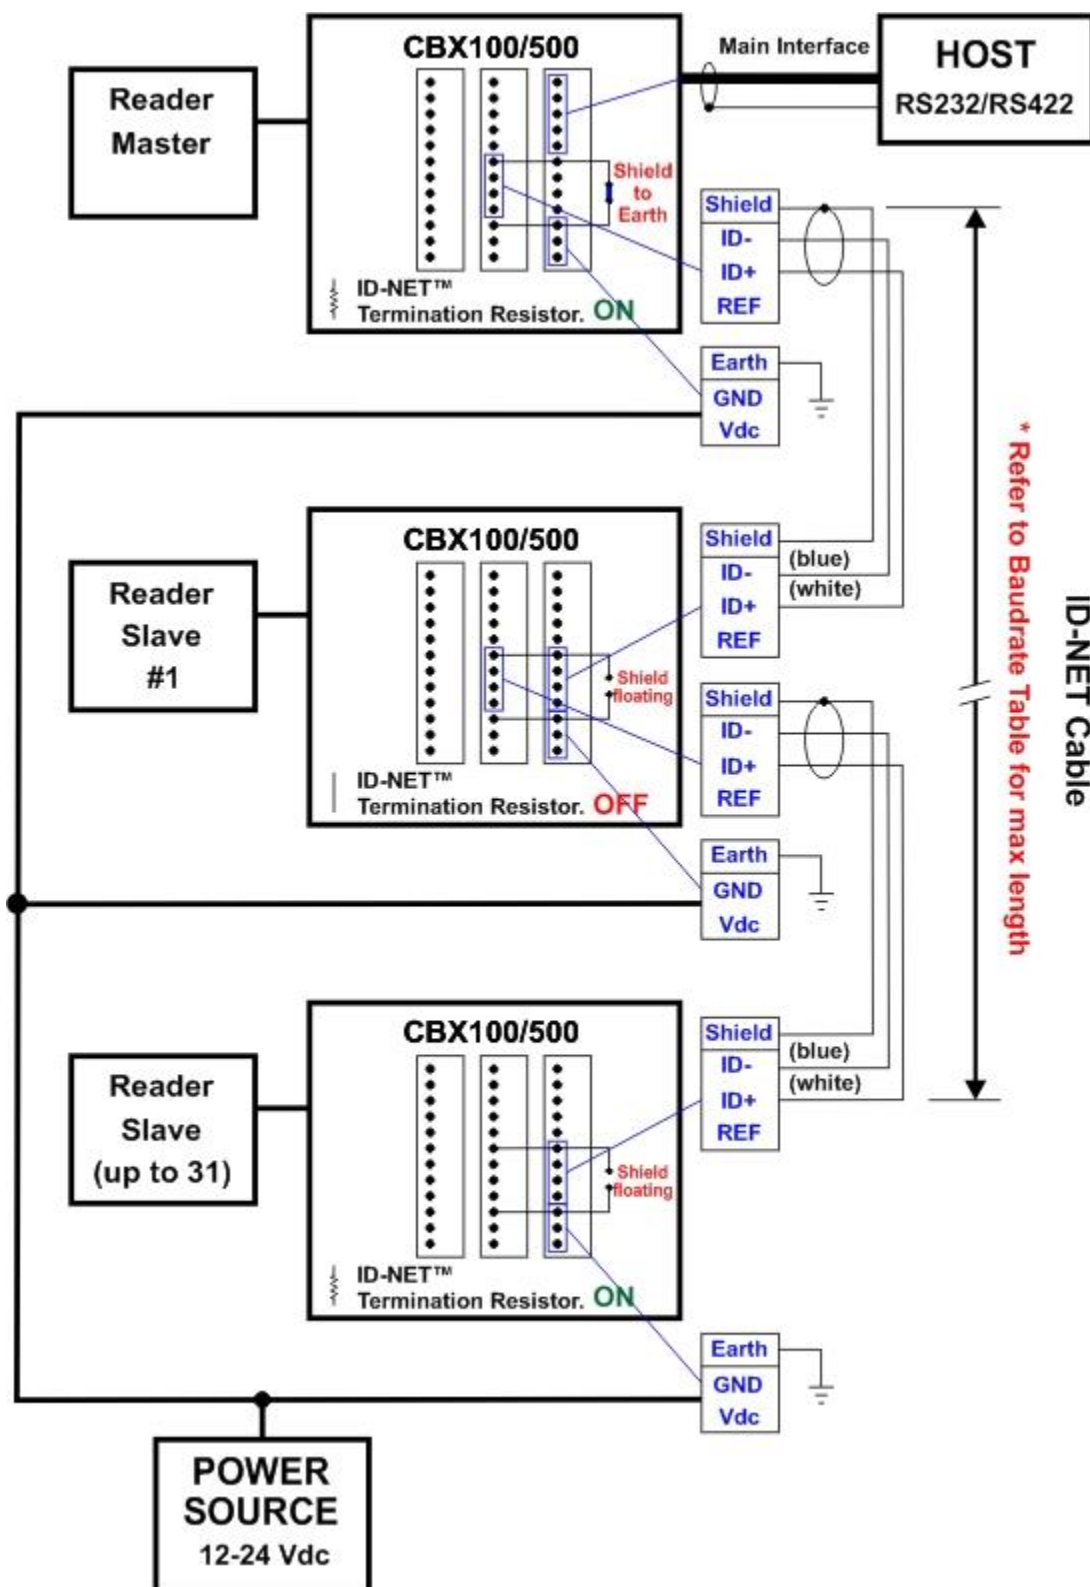 CBX100/500
Main Interface
HOST
RS232/RS422
Reader
Master
Shield
to
Earth
ID-NET™
Termination Resistor. ON
Shield
ID-
ID+
REF
Earth
GND
Vdc
CBX100/500
Reader
Slave
#1
Shield
floating
ID-NET™
Termination Resistor. OFF
Shield
(blue)
ID-
(white)
ID+
REF
Shield
ID-
ID+
REF
Earth
GND
Vdc
* Refer to Baudrate Table for max length
ID-NET Cable
CBX100/500
Reader
Slave
(up to 31)
Shield
floating
ID-NET™
Termination Resistor. ON
Shield
(blue)
ID-
(white)
ID+
REF
Earth
GND
Vdc
POWER
SOURCE
12-24 Vdc